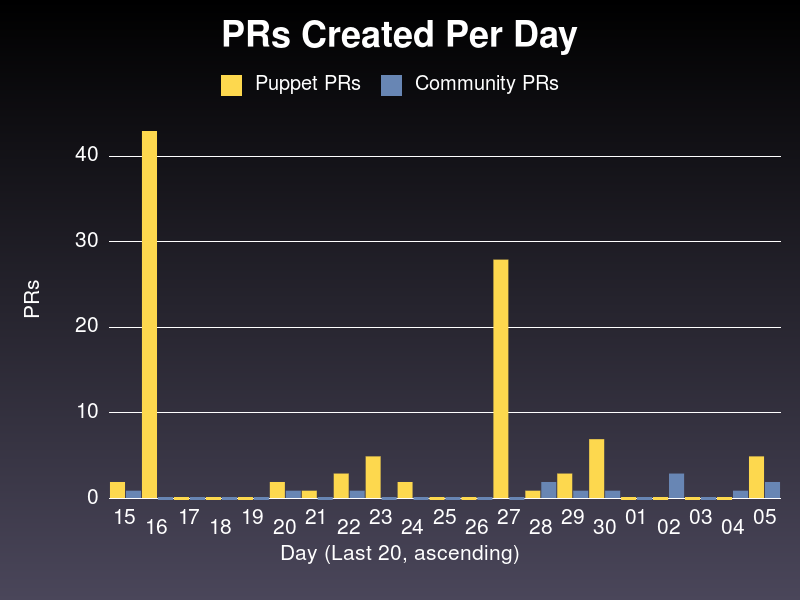 PRs Created Per Day
Puppet PRs Community PRs
40
30
20
10
0
PRs
15 16 17 18 19 20 21 22 23 24 25 26 27 28 29 30 01 02 03 04 05
Day (Last 20, ascending)